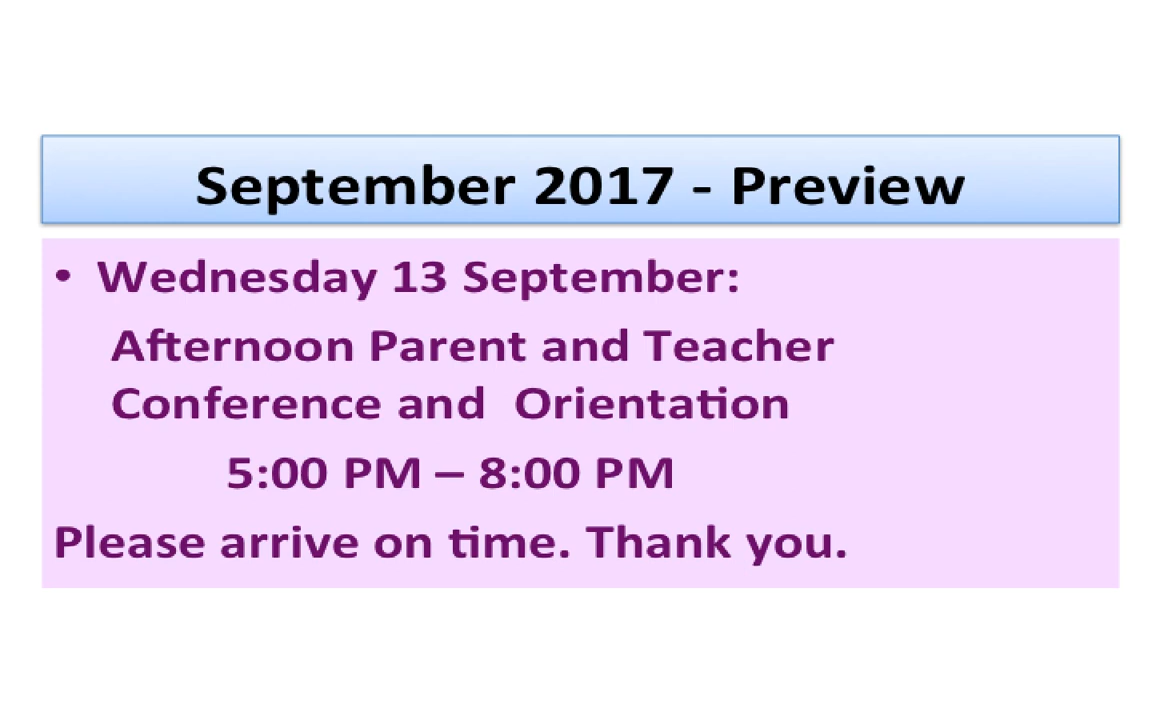 September 2017 - Preview
• Wednesday 13 September:
Afternoon Parent and Teacher
Conference and  Orientation
5:00 PM – 8:00 PM
Please arrive on time. Thank you.